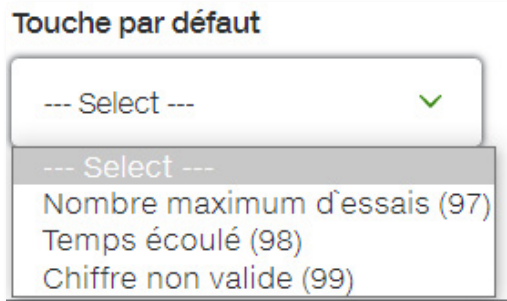 Touche par défaut
--- Select ---
--- Select ---
Nombre maximum d`essais (97)
Temps écoulé (98)
Chiffre non valide (99)